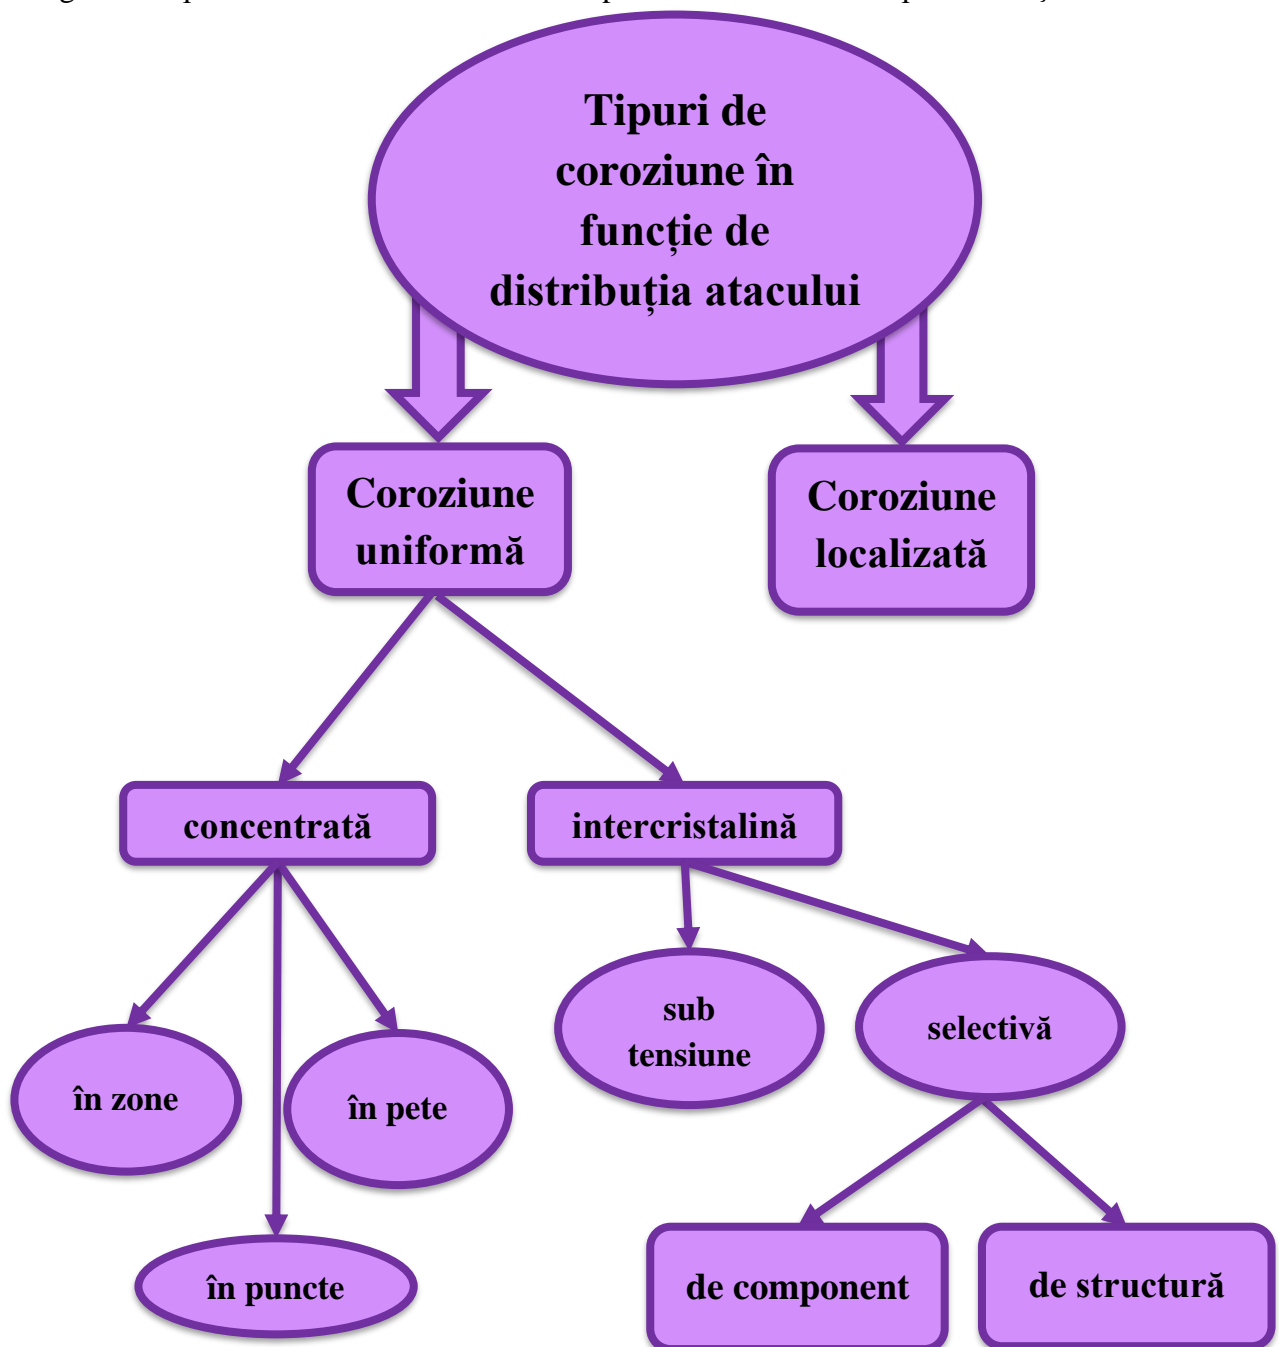 Tipuri de
coroziune în
funcție de
distribuția atacului
Coroziune
uniformă
Coroziune
localizată
concentrată
intercristalină
sub
tensiune
selectivă
în zone
în pete
în puncte
de component
de structură